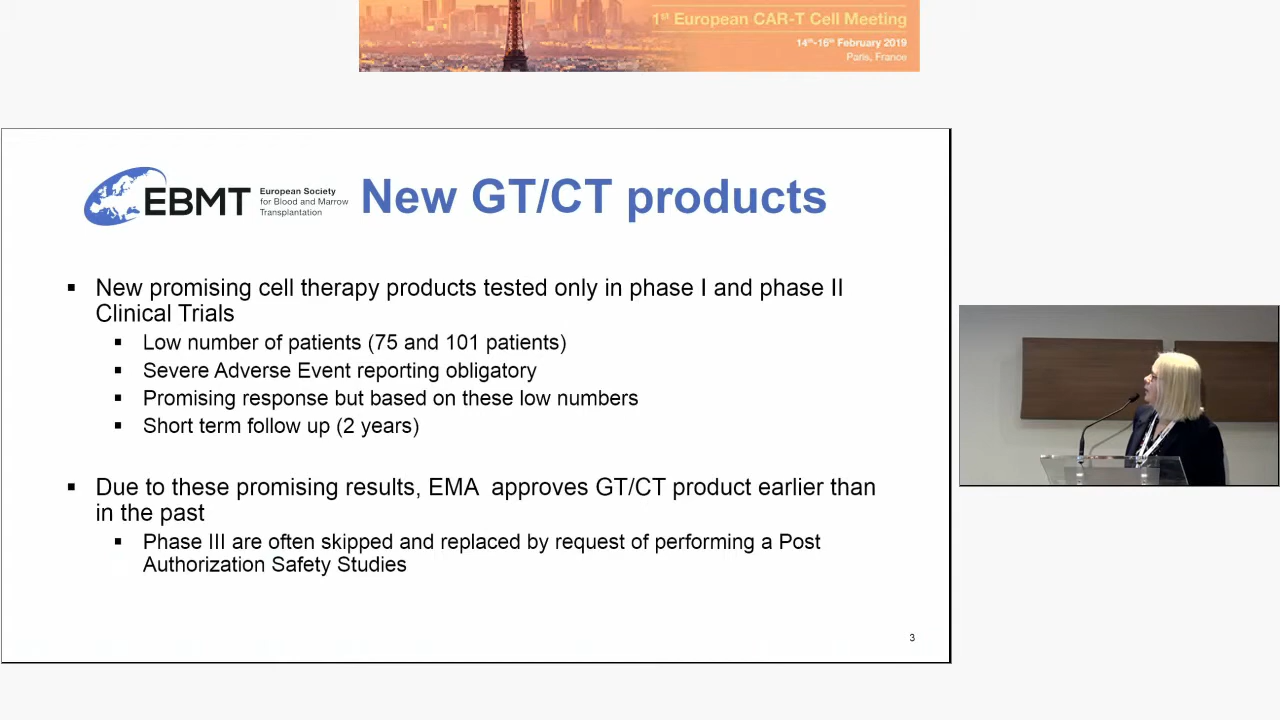 1st European CAR-T Cell Meeting
14th-16th February 2019
Paris, France
EBMT
European Society
for Blood and Marrow
Transplantation
New GT/CT products
▪ New promising cell therapy products tested only in phase I and phase II
Clinical Trials
▪ Low number of patients (75 and 101 patients)
▪ Severe Adverse Event reporting obligatory
▪ Promising response but based on these low numbers
▪ Short term follow up (2 years)
▪ Due to these promising results, EMA approves GT/CT product earlier than
in the past
▪ Phase III are often skipped and replaced by request of performing a Post
Authorization Safety Studies
3